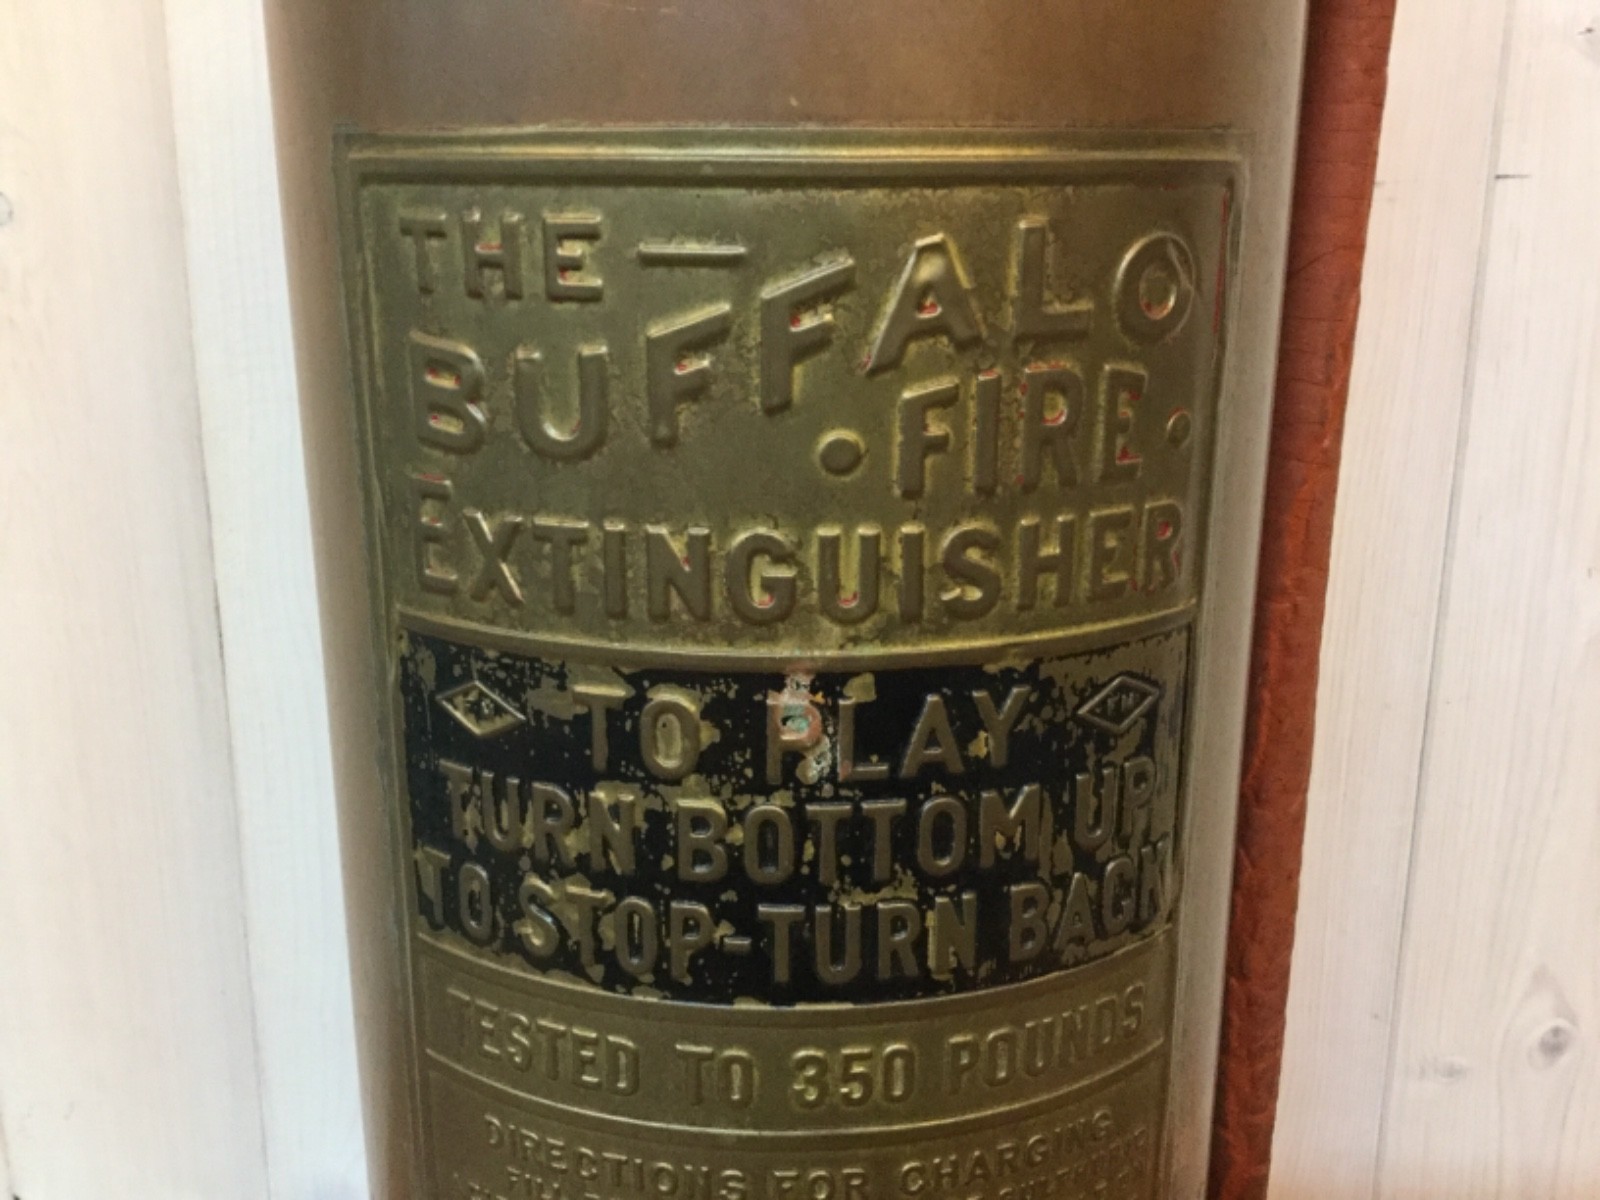 THE —
BUFFALO
• FIRE •
EXTINGUISHER
TO PLAY
TURN BOTTOM UP
TO STOP-TURN BACK
TESTED TO 350 POUNDS
DIRECTIONS FOR CHARGING